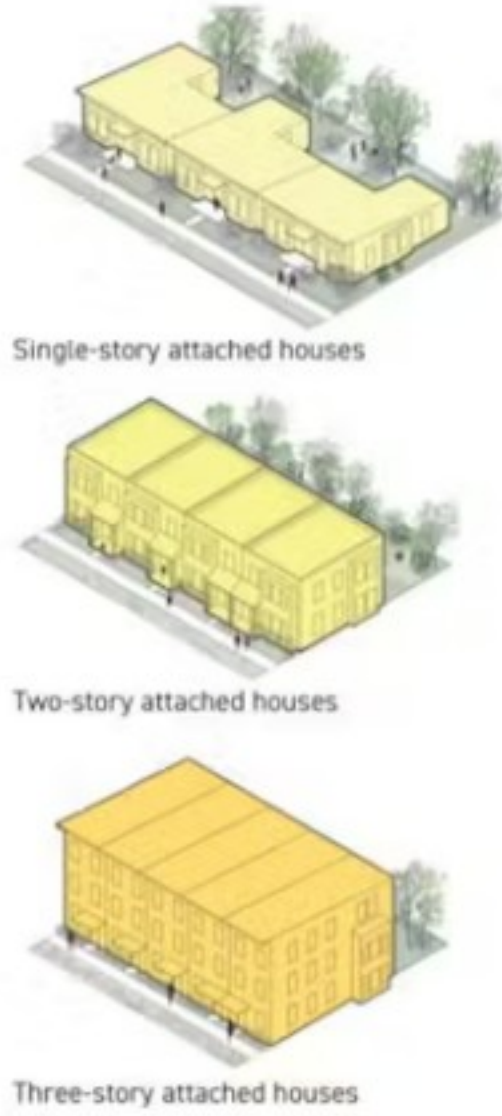 Single-story attached houses
Two-story attached houses
Three-story attached houses